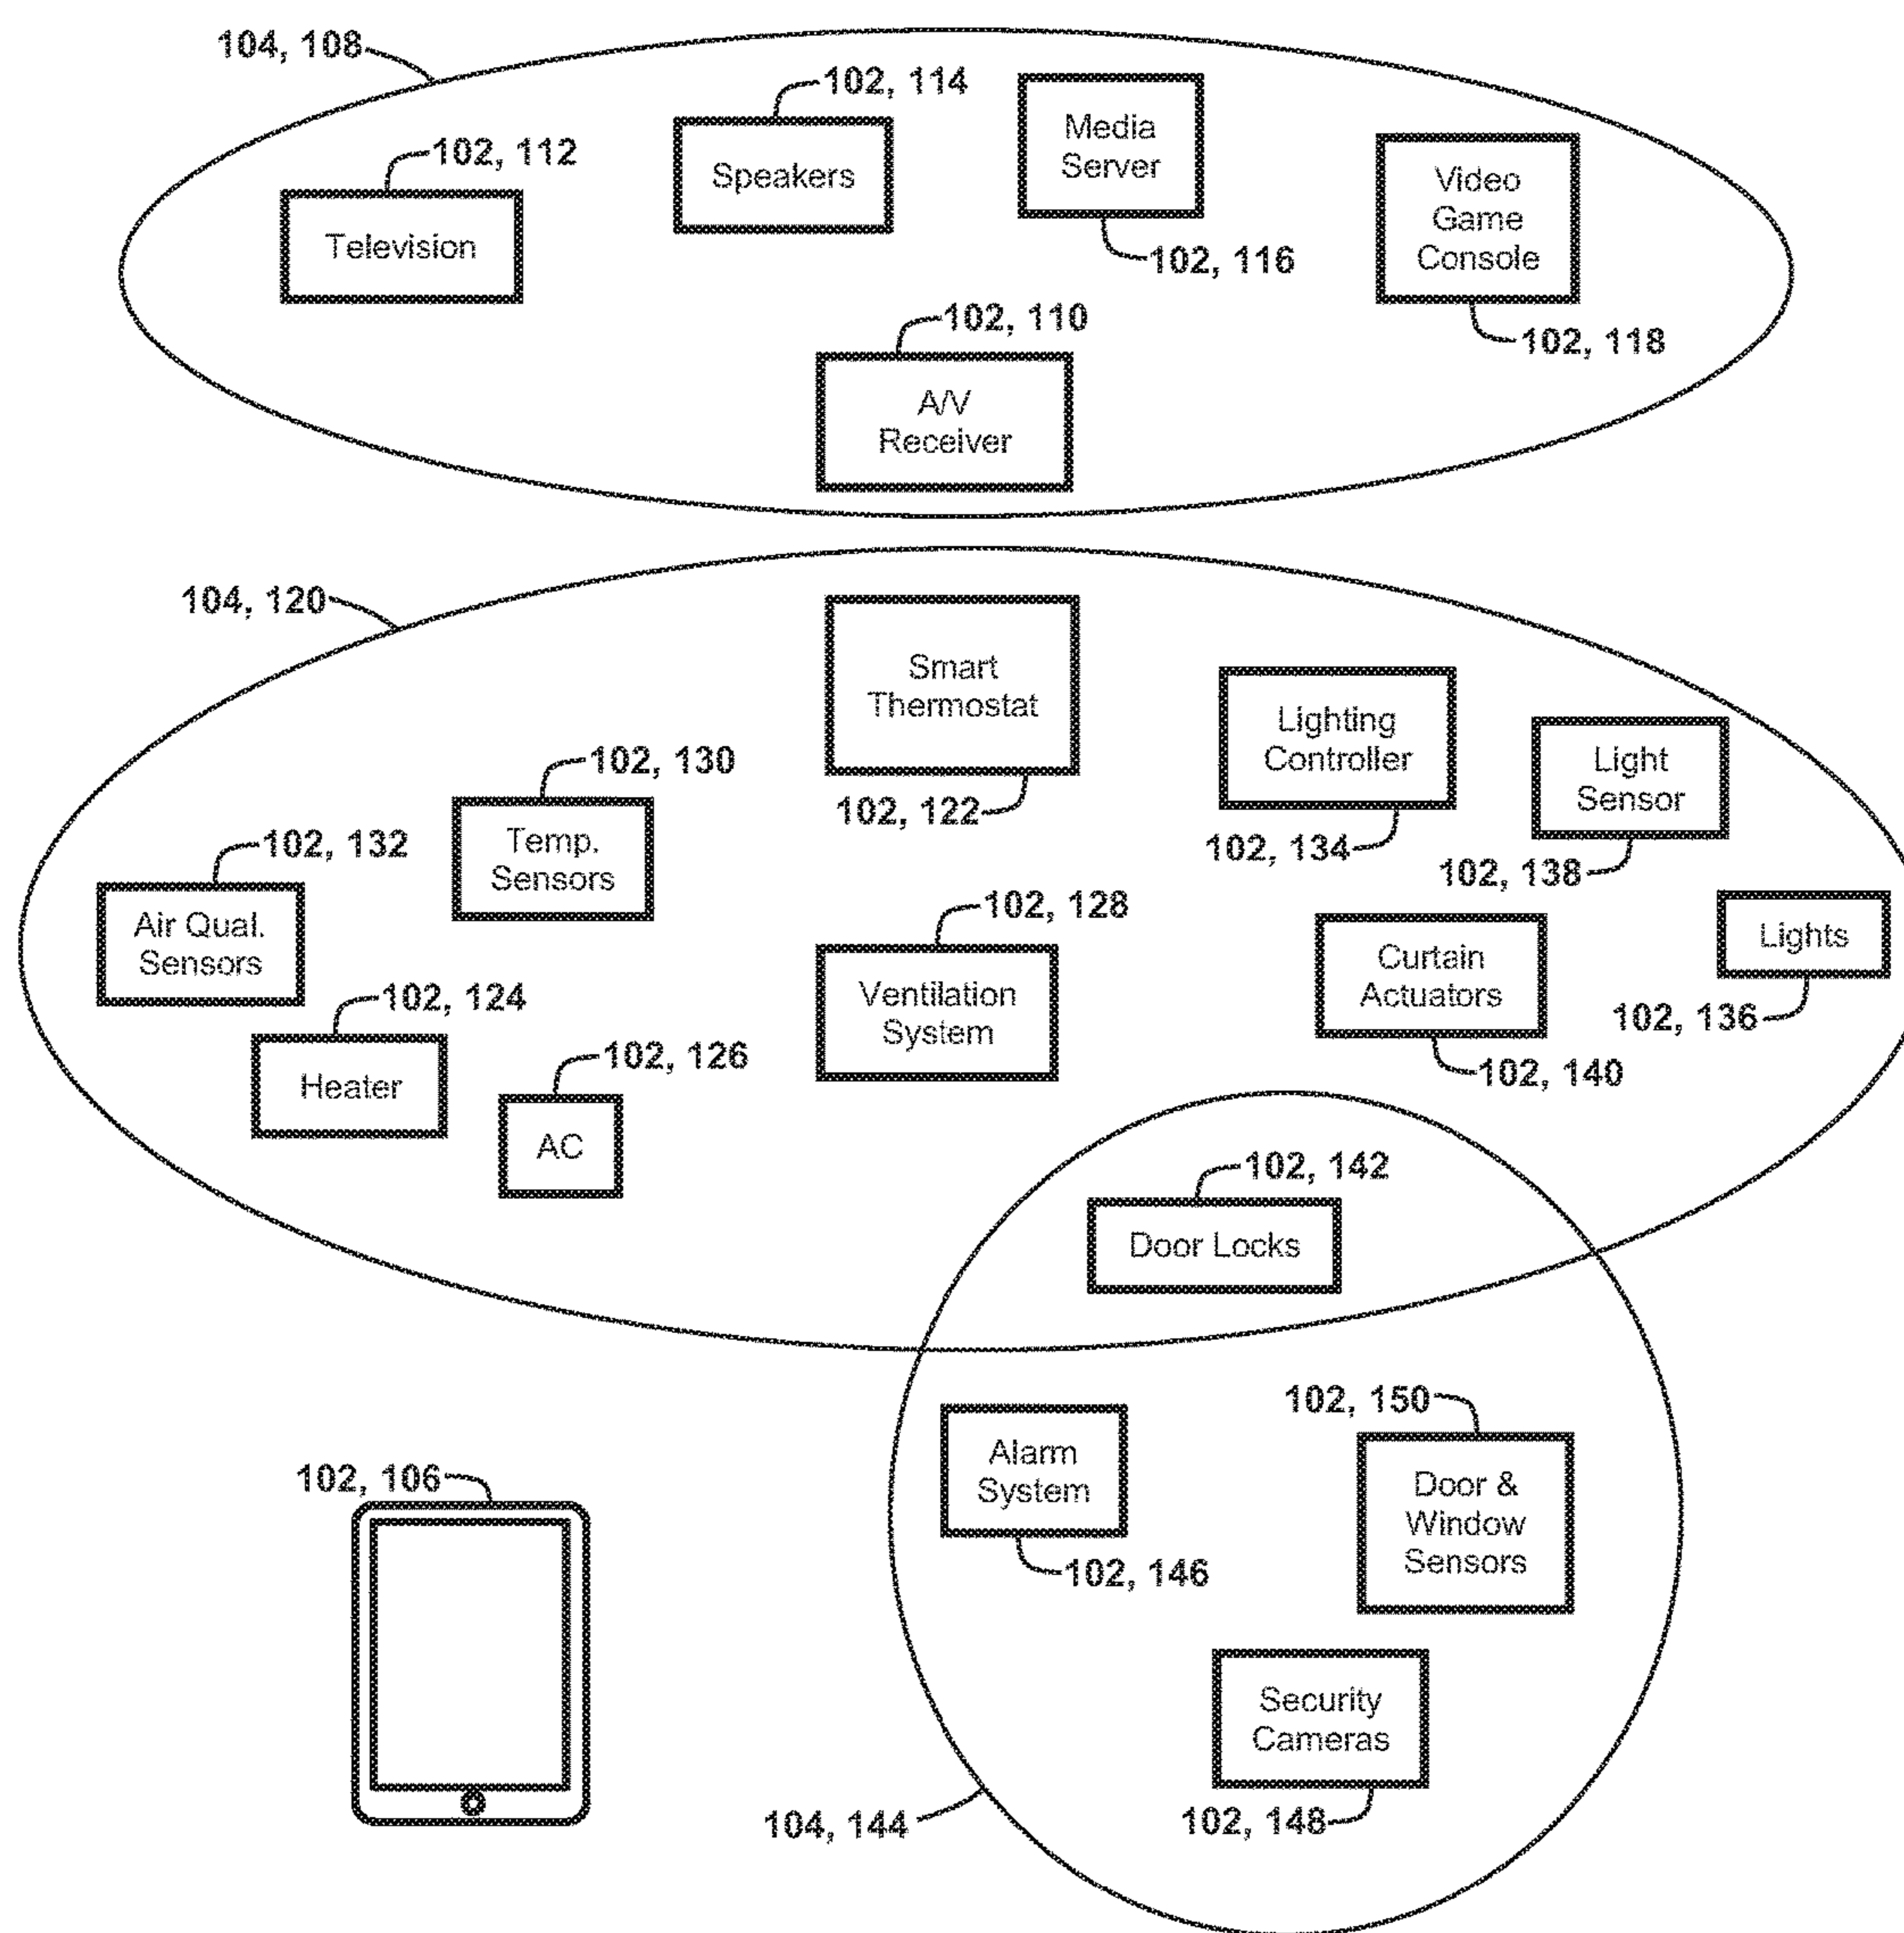 104, 108
102, 114
Media
Server
102, 112
Speakers
Video
Game
Console
Television
102, 116
102, 110
102, 118
A/V
Receiver
104, 120
Smart
Thermostat
Lighting
Controller
102, 130
Light
Sensor
102, 122
Temp.
Sensors
102, 132
102, 134
102, 138
Air Qual.
Sensors
102, 128
Lights
Curtain
Actuators
102, 124
Ventilation
System
102, 136
102, 126
102, 140
Heater
AC
102, 142
Door Locks
102, 150
Alarm
System
102, 106
Door &
Window
Sensors
102, 146
Security
Cameras
104, 144
102, 148